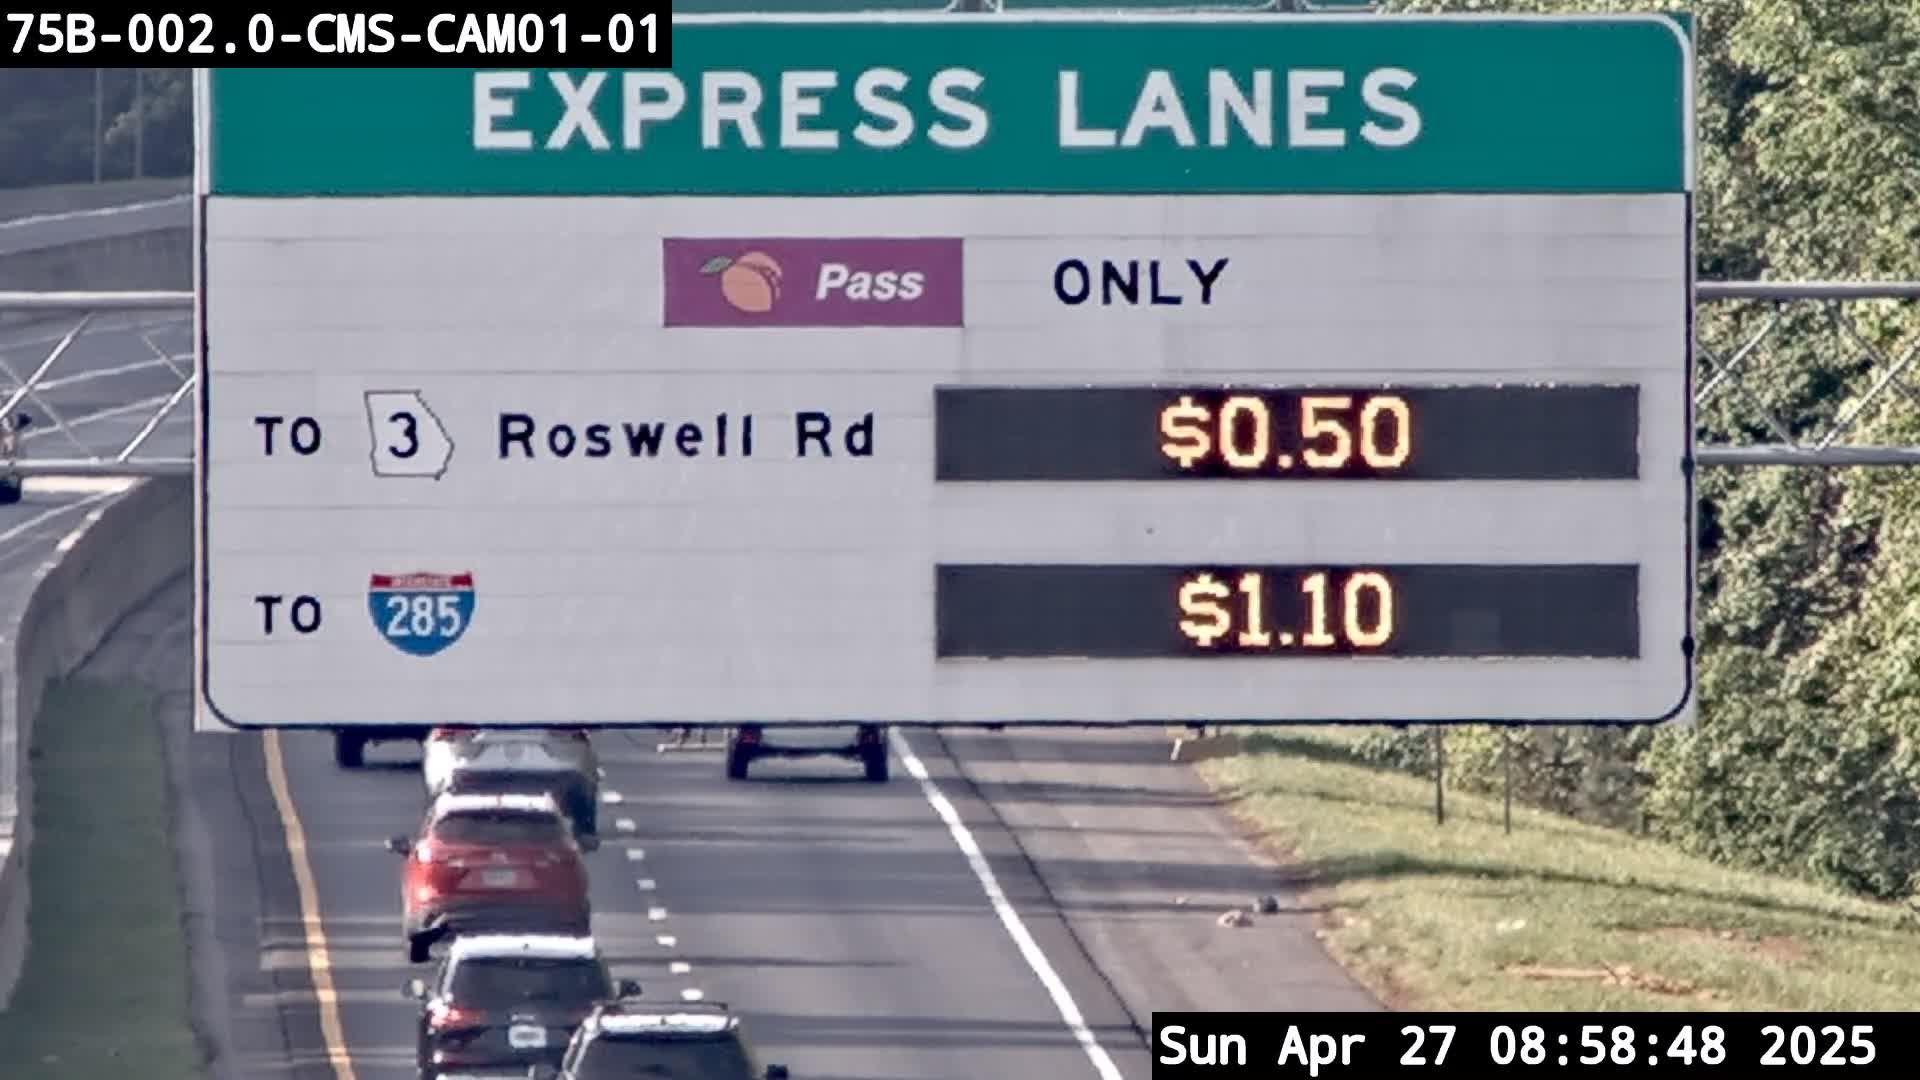 75B-002.0-CMS-CAM01-01
EXPRESS LANES
Pass ONLY
TO 3 Roswell Rd $0.50
INTERSTATE
TO 285 $1.10
Sun Apr 27 08:58:48 2025